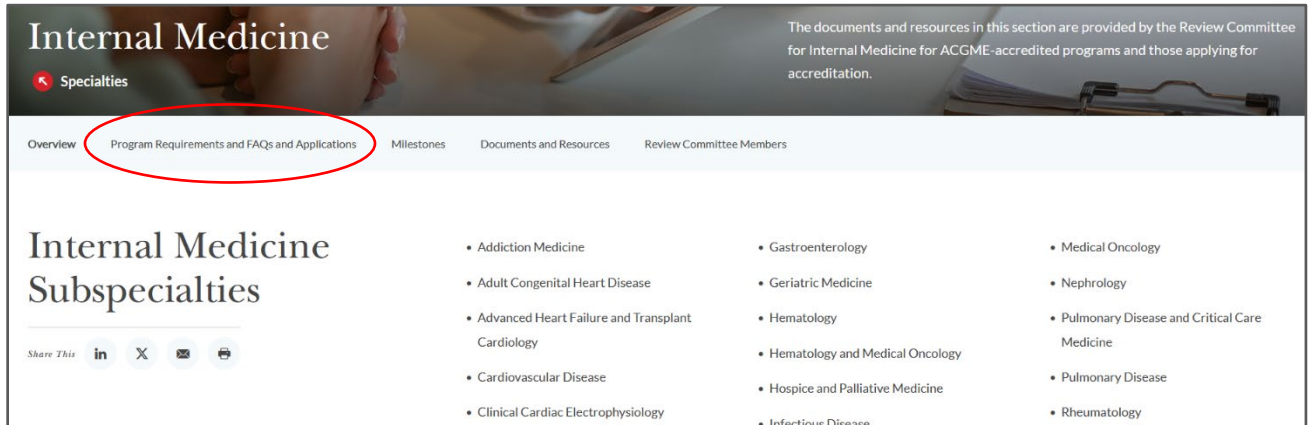 Internal Medicine
Specialties
The documents and resources in this section are provided by the Review Committee
for Internal Medicine for ACGME-accredited programs and those applying for
accreditation.
Overview Program Requirements and FAQs and Applications Milestones Documents and Resources Review Committee Members
Internal Medicine
Subspecialties
Share This in X
• Addiction Medicine
• Adult Congenital Heart Disease
• Advanced Heart Failure and Transplant
Cardiology
• Cardiovascular Disease
• Clinical Cardiac Electrophysiology
• Gastroenterology
• Geriatric Medicine
• Hematology
• Hematology and Medical Oncology
• Hospice and Palliative Medicine
• Infectious Disease
• Medical Oncology
• Nephrology
• Pulmonary Disease and Critical Care
Medicine
• Pulmonary Disease
• Rheumatology